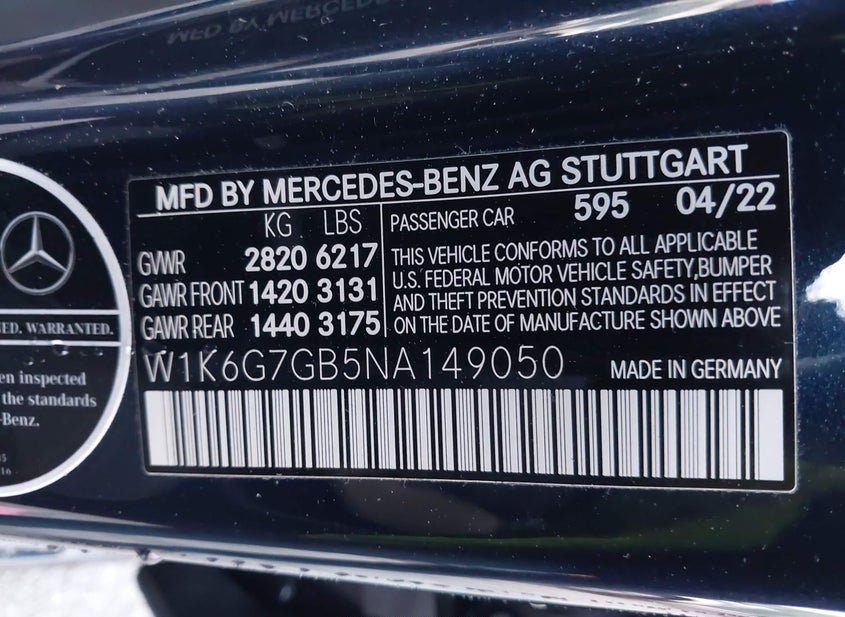 MFD BY MERCEDES-BENZ AG STUTTGART
KG LBS
GVWR 2820 6217
GAWR FRONT 1420 3131
GAWR REAR 1440 3175
PASSENGER CAR 595 04/22
THIS VEHICLE CONFORMS TO ALL APPLICABLE
U.S. FEDERAL MOTOR VEHICLE SAFETY,BUMPER
AND THEFT PREVENTION STANDARDS IN EFFECT
ON THE DATE OF MANUFACTURE SHOWN ABOVE
W1K6G7GB5NA149050
MADE IN GERMANY
WARRANTED.
inspected
the standards
Benz.